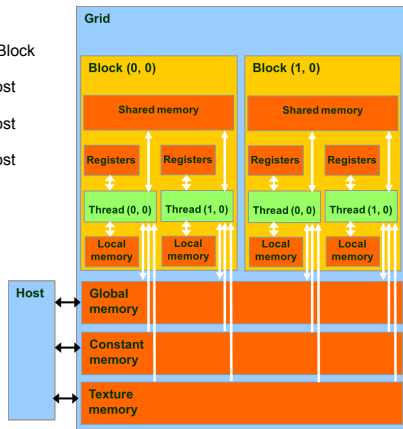 Grid
Block
ost
ost
ost
Block (0, 0)
Block (1, 0)
Shared memory
Shared memory
Registers
Registers
Registers
Registers
Thread (0, 0)
Thread (1, 0)
Thread (0, 0)
Thread (1, 0)
Local
memory
Local
memory
Local
memory
Local
memory
Host
Global
memory
Constant
memory
Texture
memory